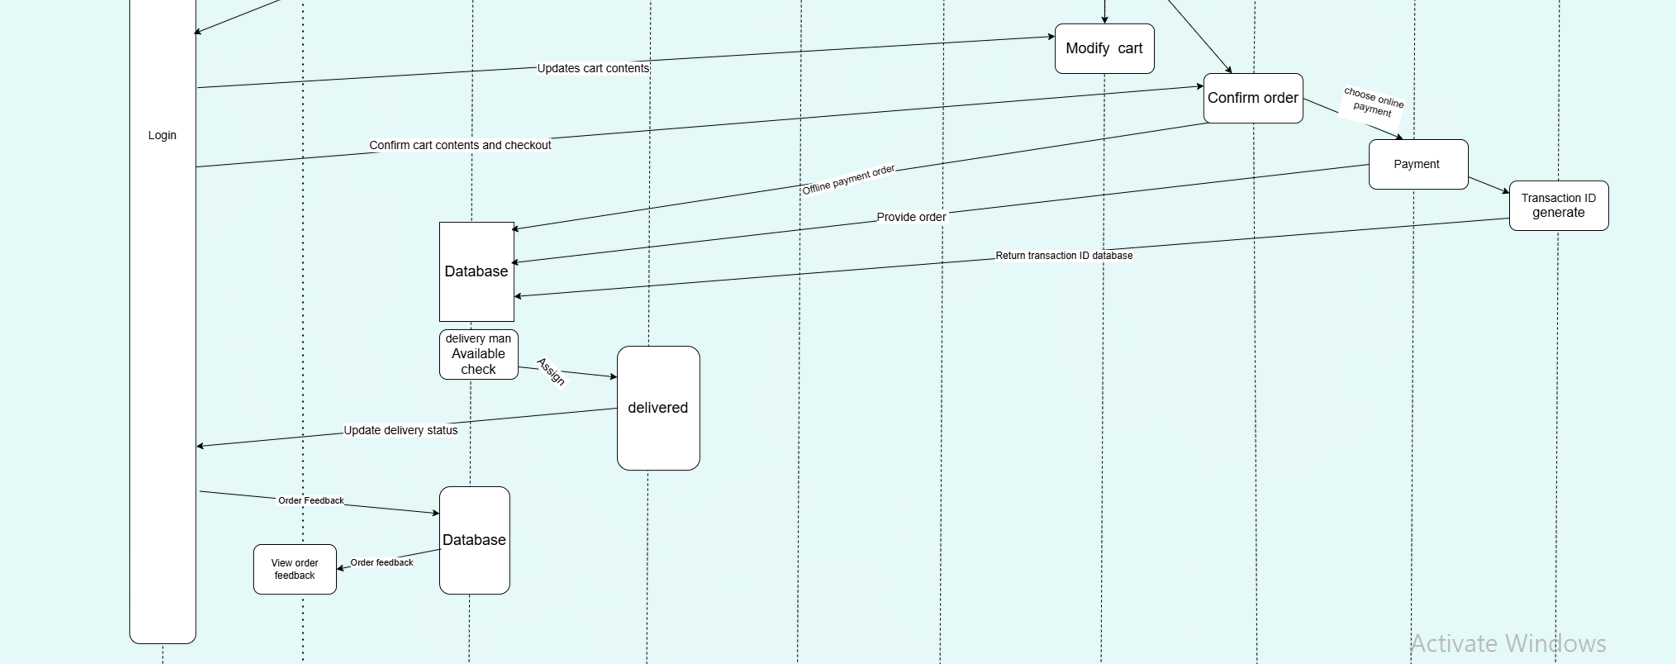 Modify cart
Updates cart contents
Confirm order
choose online
payment
Login
Confirm cart contents and checkout
Payment
Offline payment order
Transaction ID
generate
Provide order
Return transaction ID database
Database
delivery man
Available
check
Assign
delivered
Update delivery status
Order Feedback
Database
View order
feedback
Order feedback
Activate Windows